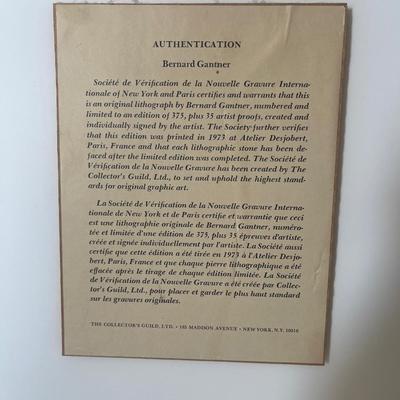 AUTHENTICATION
Bernard Gantner
Société de Vérification de la Nouvelle Gravure Interna-
tionale of New York and Paris certifies and warrants that this
is an original lithograph by Bernard Gantner, numbered and
limited to an edition of 375, plus 35 artist proofs, created and
individually signed by the artist. The Society further verifies
that this edition was printed in 1973 at Atelier Desjobert,
Paris, France and that each lithographic stone has been de-
faced after the limited edition was completed. The Société de
Vérification de la Nouvelle Gravure has been created by The
Collector's Guild, Ltd., to set and uphold the highest stand-
ards for original graphic art.
La Société de Vérification de la Nouvelle Gravure Interna-
tionale de New York et de Paris certifie et warrantie que ceci
est une lithographie originale de Bernard Gantner, numéro-
tée et limitée d'une édition de 375, plus 35 épreuves d'artiste,
créée et signée individuellement par l'artiste. La Société aussi
certifie que cette édition a été tirée en 1973 à l'Atelier Desjo-
bert, Paris, France et que chaque pierre lithographique a été
effacée après le tirage de chaque édition limitée. La Société
de Vérification de la Nouvelle Gravure a été créée par Collec-
tor's Guild, Ltd., pour placer et garder le plus haut standard
sur les gravures originales.
THE COLLECTOR'S GUILD, LTD. • 185 MADISON AVENUE • NEW YORK, N.Y. 10016